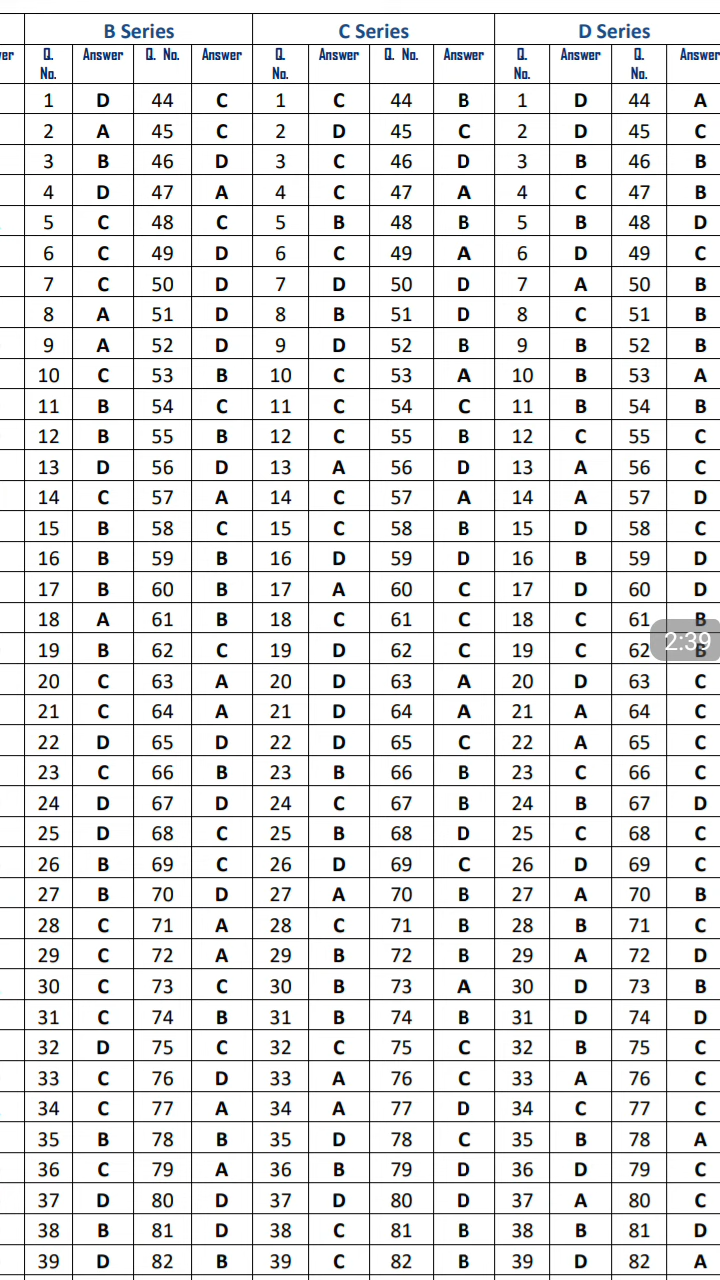 B Series C Series D Series
er Q. Answer Q. No. Answer Q. Answer Q. No. Answer Q. Answer Q. Answer
No. No. No. No.
1 D 44 C 1 C 44 B 1 D 44 A
2 A 45 C 2 D 45 C 2 D 45 C
3 B 46 D 3 C 46 D 3 B 46 B
4 D 47 A 4 C 47 A 4 C 47 B
5 C 48 C 5 B 48 B 5 B 48 D
6 C 49 D 6 C 49 A 6 D 49 C
7 C 50 D 7 D 50 D 7 A 50 B
8 A 51 D 8 B 51 D 8 C 51 B
9 A 52 D 9 D 52 B 9 B 52 B
10 C 53 B 10 C 53 A 10 B 53 A
11 B 54 C 11 C 54 C 11 B 54 B
12 B 55 B 12 C 55 B 12 C 55 C
13 D 56 D 13 A 56 D 13 A 56 C
14 C 57 A 14 C 57 A 14 A 57 D
15 B 58 C 15 C 58 B 15 D 58 C
16 B 59 B 16 D 59 D 16 B 59 D
17 B 60 B 17 A 60 C 17 D 60 D
18 A 61 B 18 C 61 C 18 C 61 B
19 B 62 C 19 D 62 C 19 C 62 B
2:39
20 C 63 A 20 D 63 A 20 D 63 C
21 C 64 A 21 D 64 A 21 A 64 C
22 D 65 D 22 D 65 C 22 A 65 C
23 C 66 B 23 B 66 B 23 C 66 C
24 D 67 D 24 C 67 B 24 B 67 D
25 D 68 C 25 B 68 D 25 C 68 C
26 B 69 C 26 D 69 C 26 D 69 C
27 B 70 D 27 A 70 B 27 A 70 B
28 C 71 A 28 C 71 B 28 B 71 C
29 C 72 A 29 B 72 B 29 A 72 D
30 C 73 C 30 B 73 A 30 D 73 B
31 C 74 B 31 B 74 B 31 D 74 D
32 D 75 C 32 C 75 C 32 B 75 C
33 C 76 D 33 A 76 C 33 A 76 C
34 C 77 A 34 A 77 D 34 C 77 C
35 B 78 B 35 D 78 C 35 B 78 A
36 C 79 A 36 B 79 D 36 D 79 C
37 D 80 D 37 D 80 D 37 A 80 C
38 B 81 D 38 C 81 B 38 B 81 D
39 D 82 B 39 C 82 B 39 D 82 A